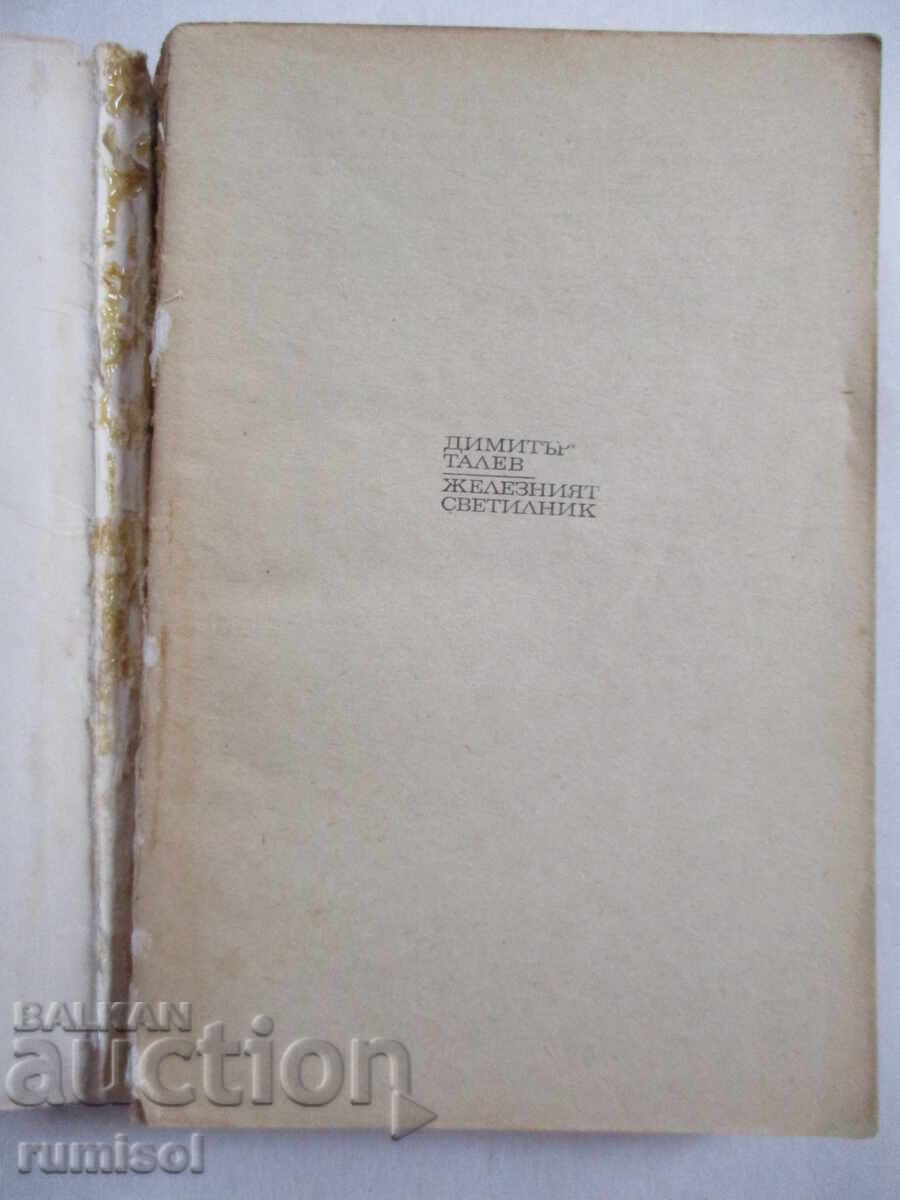 ДИМИТЪР
ТАЛЕВ
ЖЕЛЕЗНИЯТ
СВЕТИЛНИК
BALKAN
auction
rumisol